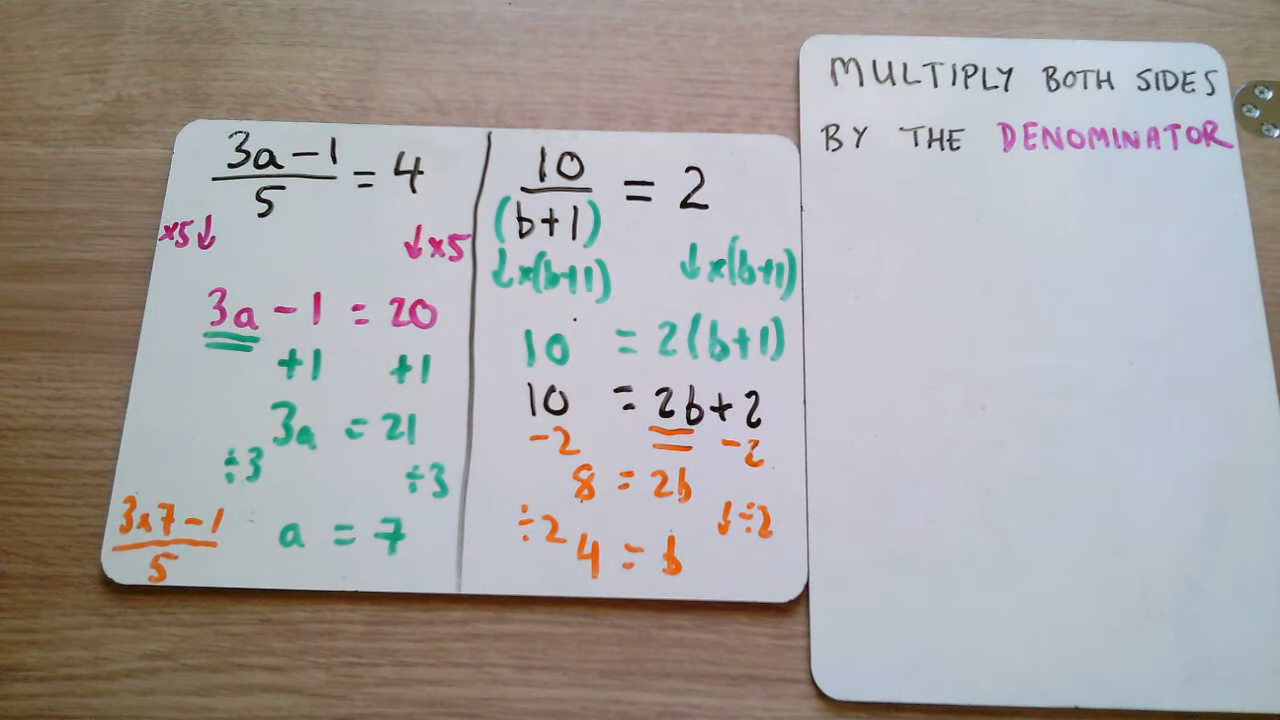 3a-1
5
= 4
×5↓ ↓×5
3a - 1 = 20
+1 +1
3a = 21
÷3 ÷3
a = 7
3×7-1
5
10
(b+1)
= 2
↓×(b+1) ↓×(b+1)
10 = 2(b+1)
10 = 2b+2
-2 -2
8 = 2b
÷2 ↓÷2
4 = b
MULTIPLY BOTH SIDES
BY THE DENOMINATOR